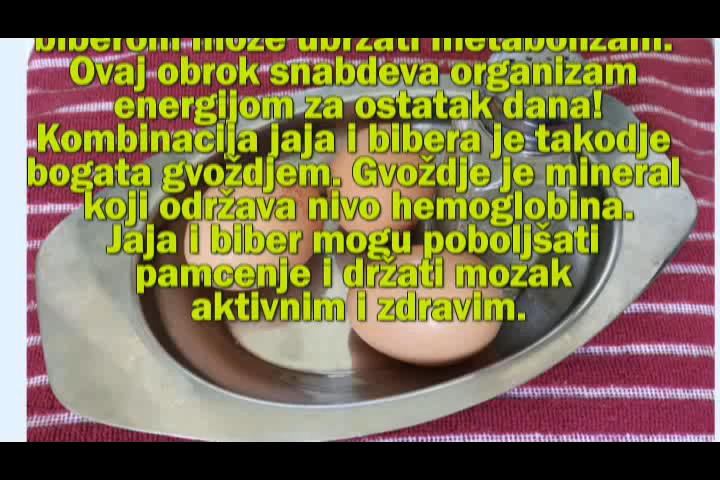 biberom može ubrzati metabolizam.
Ovaj obrok snabdeva organizam
energijom za ostatak dana!
Kombinacija jaja i bibera je takodje
bogata gvoždjem. Gvoždje je mineral
koji održava nivo hemoglobina.
Jaja i biber mogu poboljšati
pamcenje i držati mozak
aktivnim i zdravim.